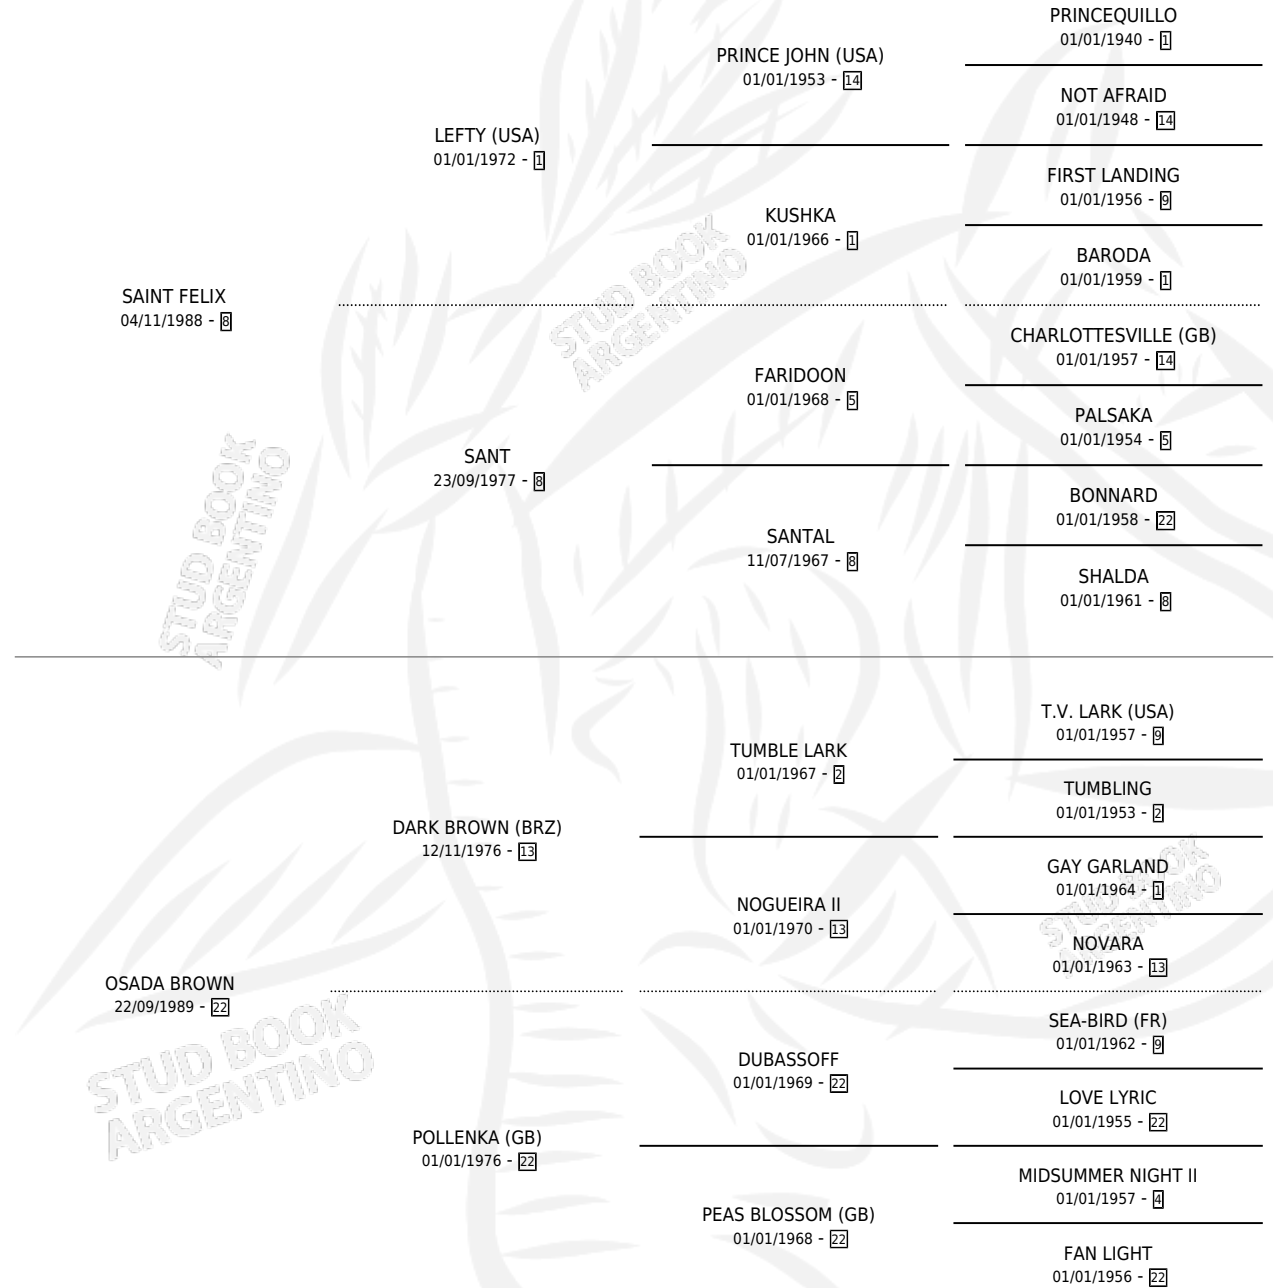 PRINCEQUILLO
01/01/1940 - 1
PRINCE JOHN (USA)
01/01/1953 - 14
NOT AFRAID
01/01/1948 - 14
LEFTY (USA)
01/01/1972 - 1
FIRST LANDING
01/01/1956 - 9
KUSHKA
01/01/1966 - 1
BARODA
01/01/1959 - 1
SAINT FELIX
04/11/1988 - 8
CHARLOTTESVILLE (GB)
01/01/1957 - 14
FARIDOON
01/01/1968 - 5
PALSAKA
01/01/1954 - 5
SANT
23/09/1977 - 8
BONNARD
01/01/1958 - 22
SANTAL
11/07/1967 - 8
SHALDA
01/01/1961 - 8
STUD BOOK
ARGENTINO
STUD BOOK
ARGENTINO
T.V. LARK (USA)
01/01/1957 - 9
TUMBLE LARK
01/01/1967 - 2
TUMBLING
01/01/1953 - 2
DARK BROWN (BRZ)
12/11/1976 - 13
GAY GARLAND
01/01/1964 - 1
NOGUEIRA II
01/01/1970 - 13
NOVARA
01/01/1963 - 13
STUD BOOK
ARGENTINO
OSADA BROWN
22/09/1989 - 22
SEA-BIRD (FR)
01/01/1962 - 9
DUBASSOFF
01/01/1969 - 22
LOVE LYRIC
01/01/1955 - 22
STUD BOOK
ARGENTINO
POLLENKA (GB)
01/01/1976 - 22
MIDSUMMER NIGHT II
01/01/1957 - 4
PEAS BLOSSOM (GB)
01/01/1968 - 22
FAN LIGHT
01/01/1956 - 22